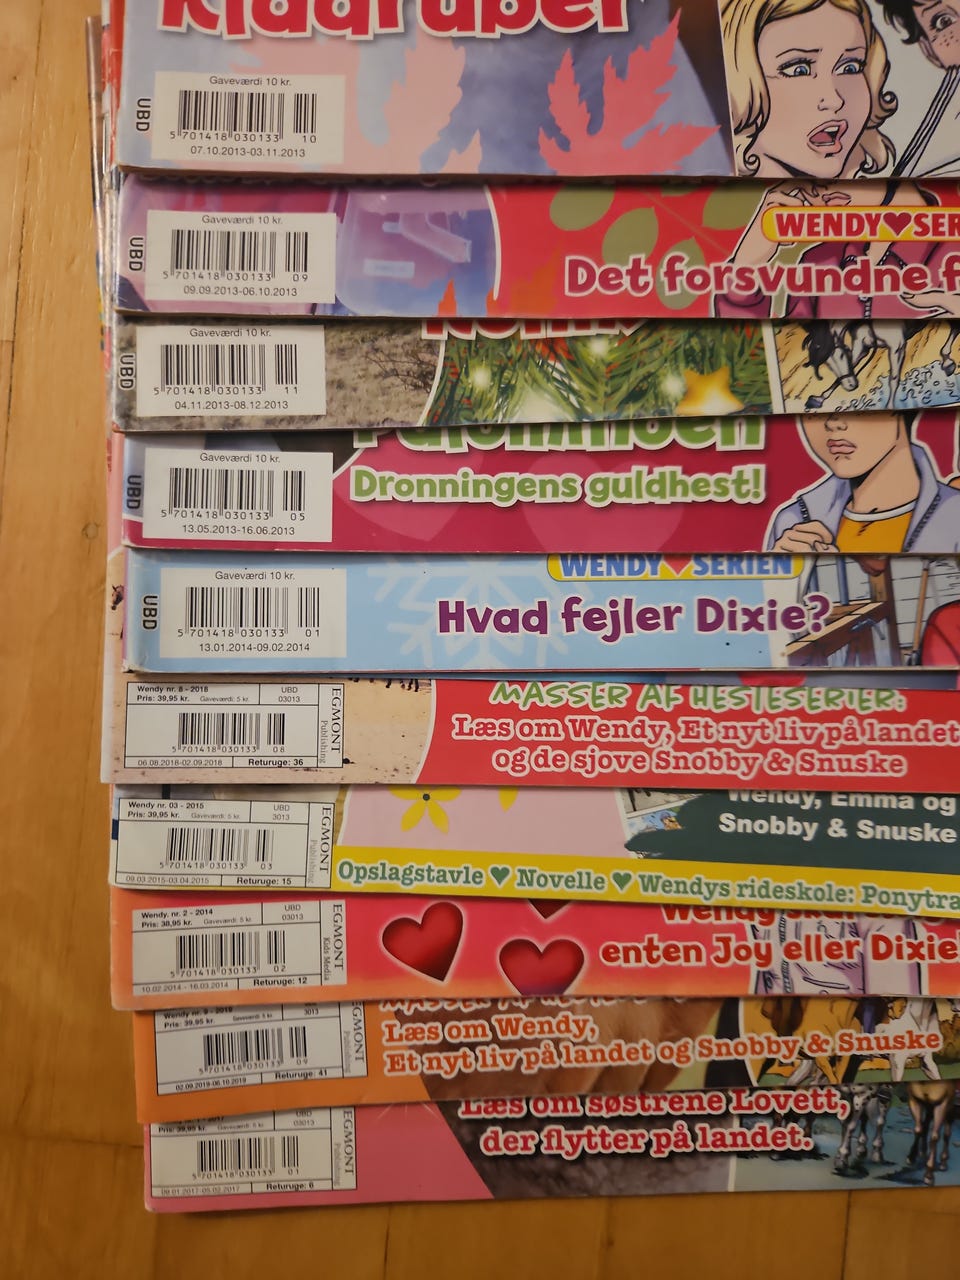 Kladruber
Gaveværdi 10 kr.
UBD
5 701418 030133 10
07.10.2013-03.11.2013
Gaveværdi 10 kr.
UBD
5 701418 030133 09
09.09.2013-06.10.2013
WENDY SER
Det forsvundne f
Gaveværdi 10 kr.
UBD
5 701418 030133 11
04.11.2013-08.12.2013
Gaveværdi 10 kr.
UBD
5 701418 030133 05
13.05.2013-16.06.2013
Palominoen
Dronningens guldhest!
Gaveværdi 10 kr.
UBD
5 701418 030133 01
13.01.2014-09.02.2014
WENDY SERIEN
Hvad fejler Dixie?
Wendy nr. 8 - 2018
Pris: 39,95 kr. Gaveværdi: 5 kr.
UBD
03013
EGMONT
Publishing
5 701418 030133 08
06.08.2018-02.09.2018
Returuge: 36
MASSER AF HESTESERIER:
Læs om Wendy, Et nyt liv på landet
og de sjove Snobby & Snuske
Wendy nr. 03 - 2015
Pris: 39,95 kr. Gaveværdi: 5 kr.
UBD
3013
EGMONT
Publishing
5 701418 030133 03
09.03.2015-03.04.2015
Returuge: 15
Wendy, Emma og
Snobby & Snuske
Opslagstavle ♥ Novelle ♥ Wendys rideskole: Ponytra
Wendy. nr. 2 - 2014
Pris: 38,95 kr. Gaveværdi: 5 kr.
UBD
03013
EGMONT
Kids Media
5 701418 030133 02
10.02.2014 - 16.03.2014
Returuge: 12
Wendy skal
enten Joy eller Dixie
Wendy nr. 9 - 2019
Pris: 39,95 kr. Gaveværdi: 5 kr.
3013
EGMONT
Publishing
5 701418 030133 09
02.09.2019-06.10.2019
Returuge: 41
MASSER AF
Læs om Wendy,
Et nyt liv på landet og Snobby & Snuske
2017
Pris: 39,95 kr. Gaveværdi: 5 kr.
UBD
03013
EGMONT
Publishing
5 701418 030133 01
09.01.2017-05.02.2017
Returuge: 6
Læs om søstrene Lovett,
der flytter på landet.